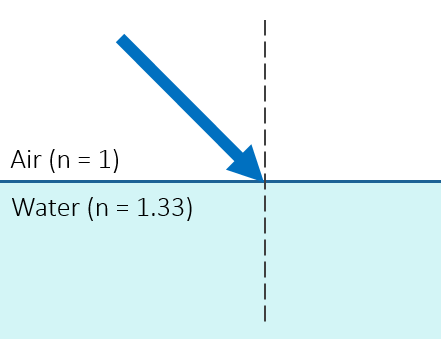 Air (n = 1)
Water (n = 1.33)